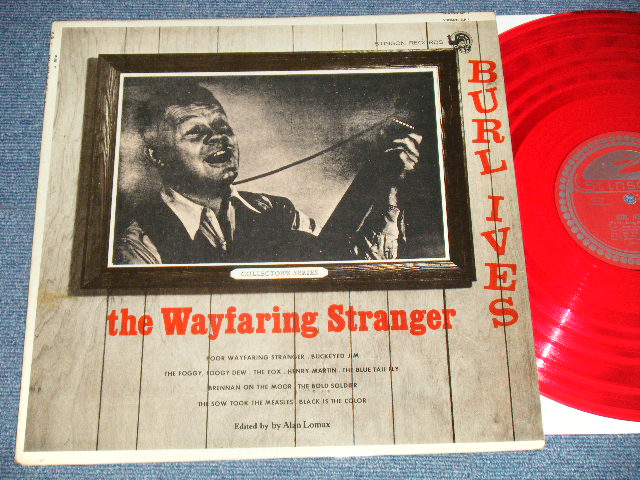 STINSON RECORDS
BURL IVES
COLLECTOR'S SERIES
the Wayfaring Stranger
POOR WAYFARING STRANGER . BUCKEYED JIM
THE FOGGY, FOGGY DEW . THE FOX . HENRY MARTIN . THE BLUE TAIL FLY
BRENNAN ON THE MOOR . THE BOLD SOLDIER
THE SOW TOOK THE MEASLES . BLACK IS THE COLOR
Edited by by Alan Lomax